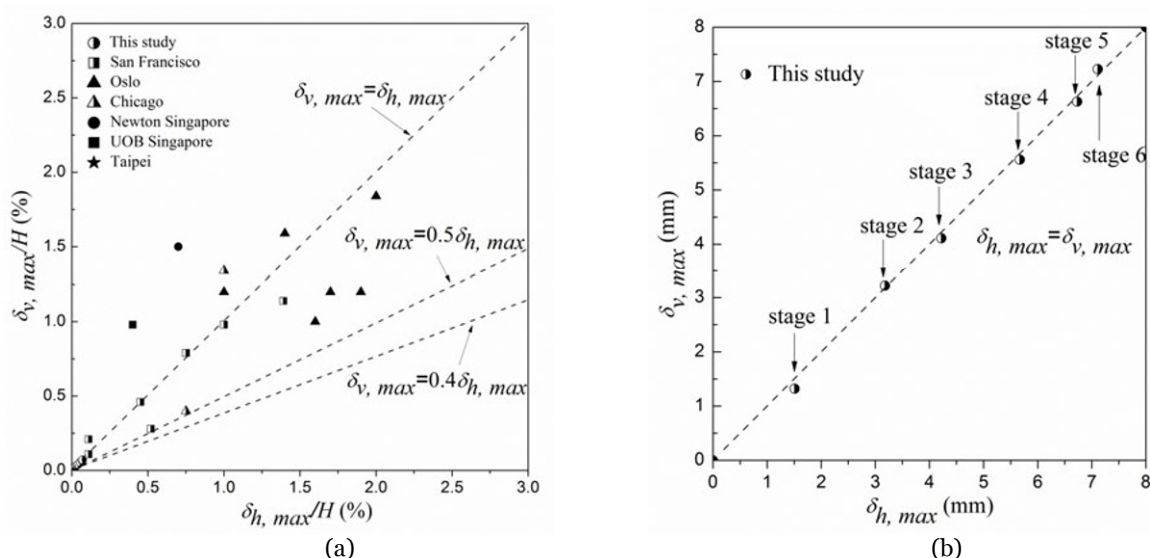 3.0
2.5
2.0
1.5
1.0
0.5
0.0
0.0 0.5 1.0 1.5 2.0 2.5 3.0
δv, max/H (%)
δh, max/H (%)
This study
San Francisco
Oslo
Chicago
Newton Singapore
UOB Singapore
Taipei
δv, max=δh, max
δv, max=0.5δh, max
δv, max=0.4δh, max
(a)
8
7
6
5
4
3
2
1
0
0 1 2 3 4 5 6 7 8
δv, max (mm)
δh, max (mm)
This study
stage 5
stage 4
stage 6
stage 3
stage 2
δh, max=δv, max
stage 1
(b)